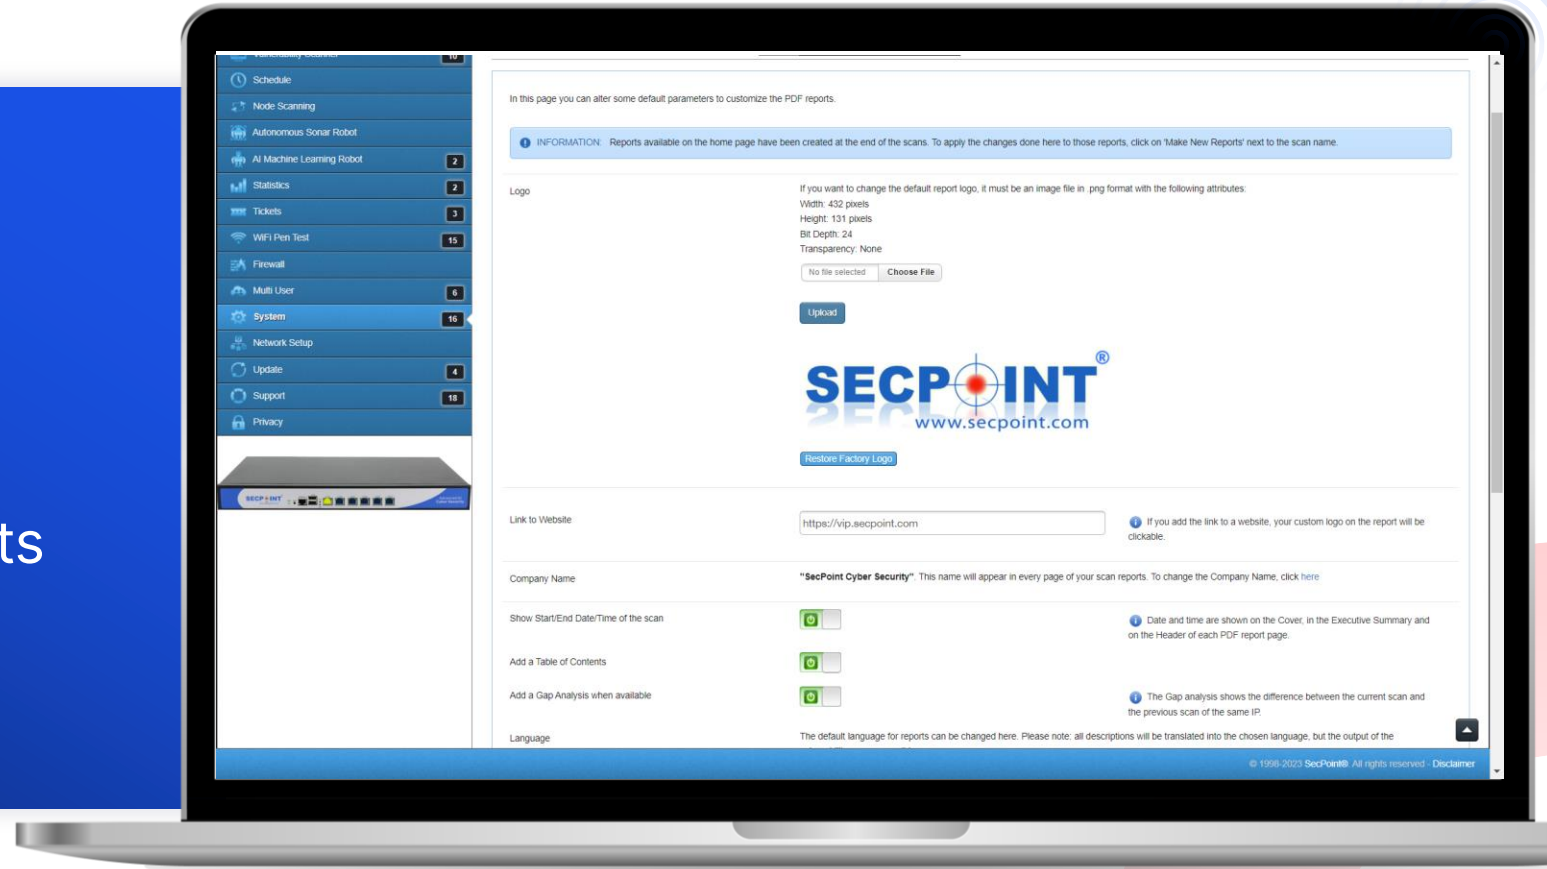 ts
Vulnerability Scanner 10
Schedule
Node Scanning
Autonomous Sonar Robot
AI Machine Learning Robot 2
Statistics 2
Tickets 3
WiFi Pen Test 15
Firewall
Multi User 6
System 16
Network Setup
Update 4
Support 18
Privacy
SECPOINT
In this page you can alter some default parameters to customize the PDF reports.
INFORMATION: Reports available on the home page have been created at the end of the scans. To apply the changes done here to those reports, click on 'Make New Reports' next to the scan name.
Logo
If you want to change the default report logo, it must be an image file in .png format with the following attributes:
Width: 432 pixels
Height: 131 pixels
Bit Depth: 24
Transparency: None
No file selected Choose File
Upload
SECPOINT®
www.secpoint.com
Restore Factory Logo
Link to Website
https://vip.secpoint.com
If you add the link to a website, your custom logo on the report will be
clickable.
Company Name
"SecPoint Cyber Security". This name will appear in every page of your scan reports. To change the Company Name, click here
Show Start/End Date/Time of the scan
Date and time are shown on the Cover, in the Executive Summary and
on the Header of each PDF report page.
Add a Table of Contents
Add a Gap Analysis when available
The Gap analysis shows the difference between the current scan and
the previous scan of the same IP.
Language
The default language for reports can be changed here. Please note: all descriptions will be translated into the chosen language, but the output of the
© 1998-2023 SecPoint®. All rights reserved - Disclaimer